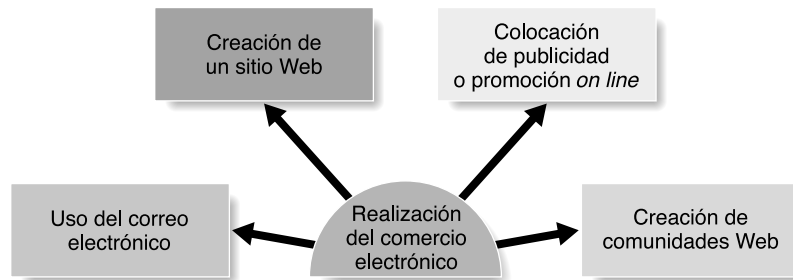 Creación de
un sitio Web
Colocación
de publicidad
o promoción on line
Uso del correo
electrónico
Realización
del comercio
electrónico
Creación de
comunidades Web